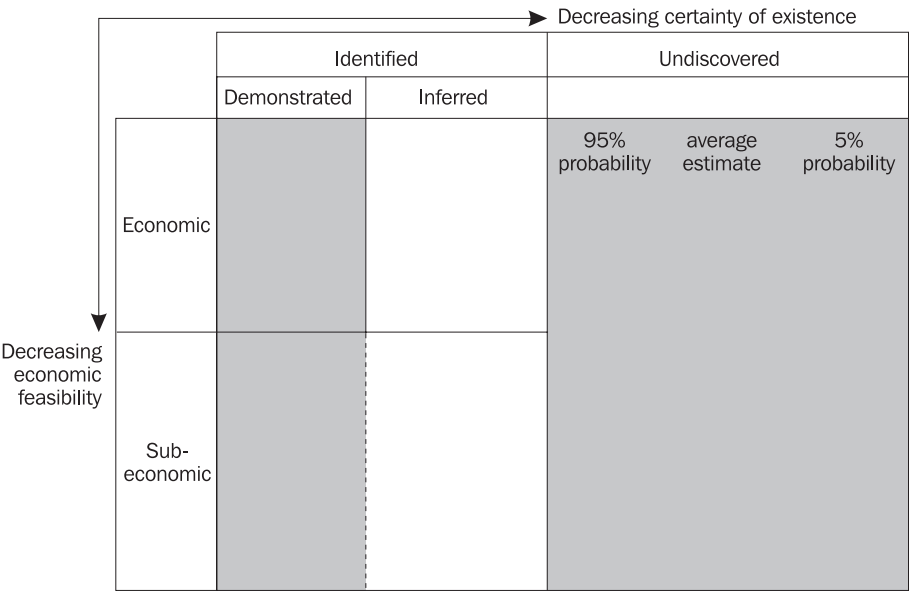 Decreasing certainty of existence
Identified
Undiscovered
Demonstrated
Inferred
95%
probability
average
estimate
5%
probability
Economic
Decreasing
economic
feasibility
Sub-
economic